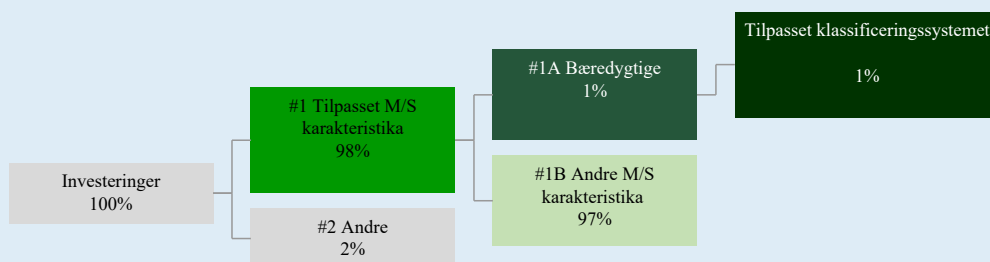 Investeringer
100%
#1 Tilpasset M/S
karakteristika
98%
#2 Andre
2%
#1A Bæredygtige
1%
#1B Andre M/S
karakteristika
97%
Tilpasset klassificeringssystemet
1%